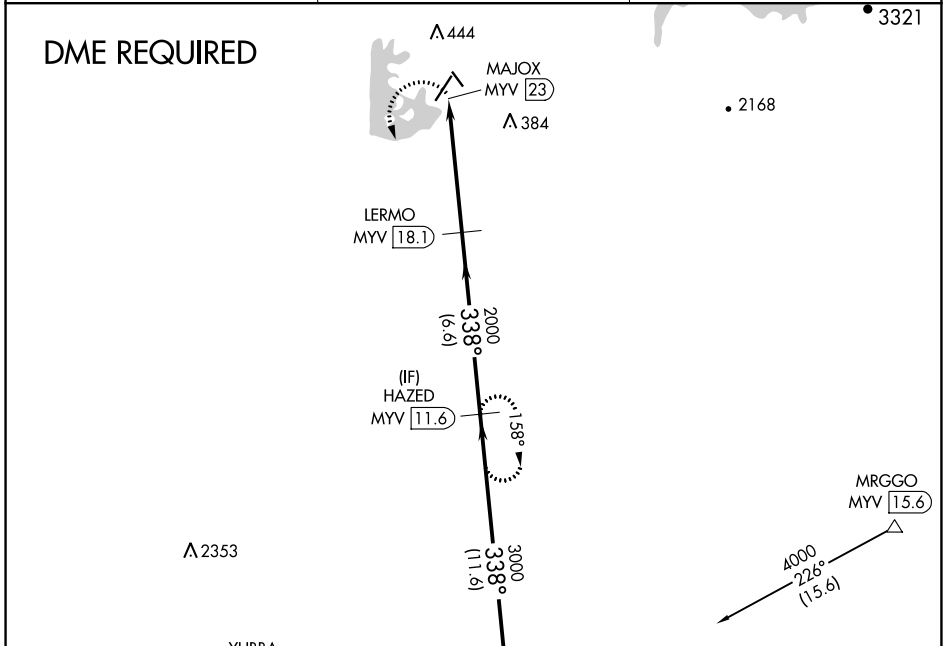 DME REQUIRED
444
3321
MAJOX
MYV 23
2168
384
LERMO
MYV 18.1
2000
338°
(6.6)
(IF)
HAZED
MYV 11.6
158°
MRGGO
MYV 15.6
2353
3000
338°
(11.6)
4000
226°
(15.6)